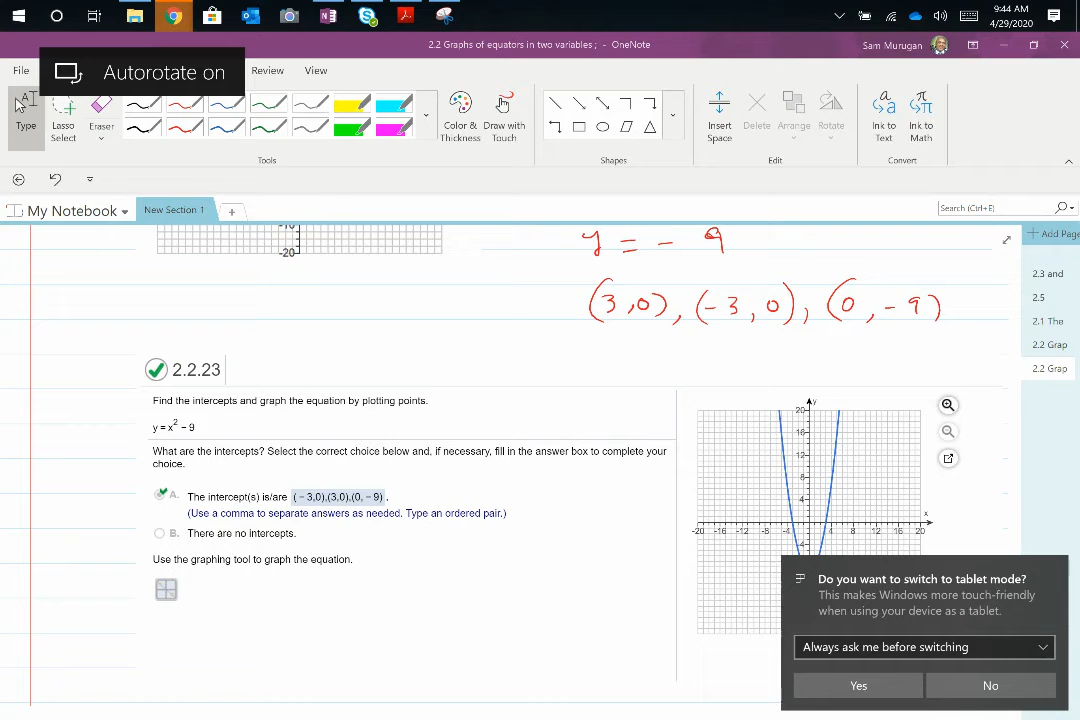 9:44 AM
4/29/2020
2.2 Graphs of equators in two variables ; - OneNote
Sam Murugan
Autorotate on
File
Review
View
Type
Lasso
Select
Eraser
Color &
Thickness
Draw with
Touch
Insert
Space
Delete
Arrange
Rotate
Ink to
Text
Ink to
Math
Tools
Shapes
Edit
Convert
My Notebook
New Section 1
Search (Ctrl+E)
Add Page
2.3 and
2.5
2.1 The
2.2 Grap
2.2 Grap
-20
y = - 9
(3,0), (-3,0), (0, -9)
2.2.23
Find the intercepts and graph the equation by plotting points.
y = x² − 9
What are the intercepts? Select the correct choice below and, if necessary, fill in the answer box to complete your
choice.
A. The intercept(s) is/are (−3,0),(3,0),(0,−9) .
(Use a comma to separate answers as needed. Type an ordered pair.)
B. There are no intercepts.
Use the graphing tool to graph the equation.
y
20
16
12
8
4
x
-20 -16 -12 -8 -4 4 8 12 16 20
-4
Do you want to switch to tablet mode?
This makes Windows more touch-friendly
when using your device as a tablet.
Always ask me before switching
Yes
No